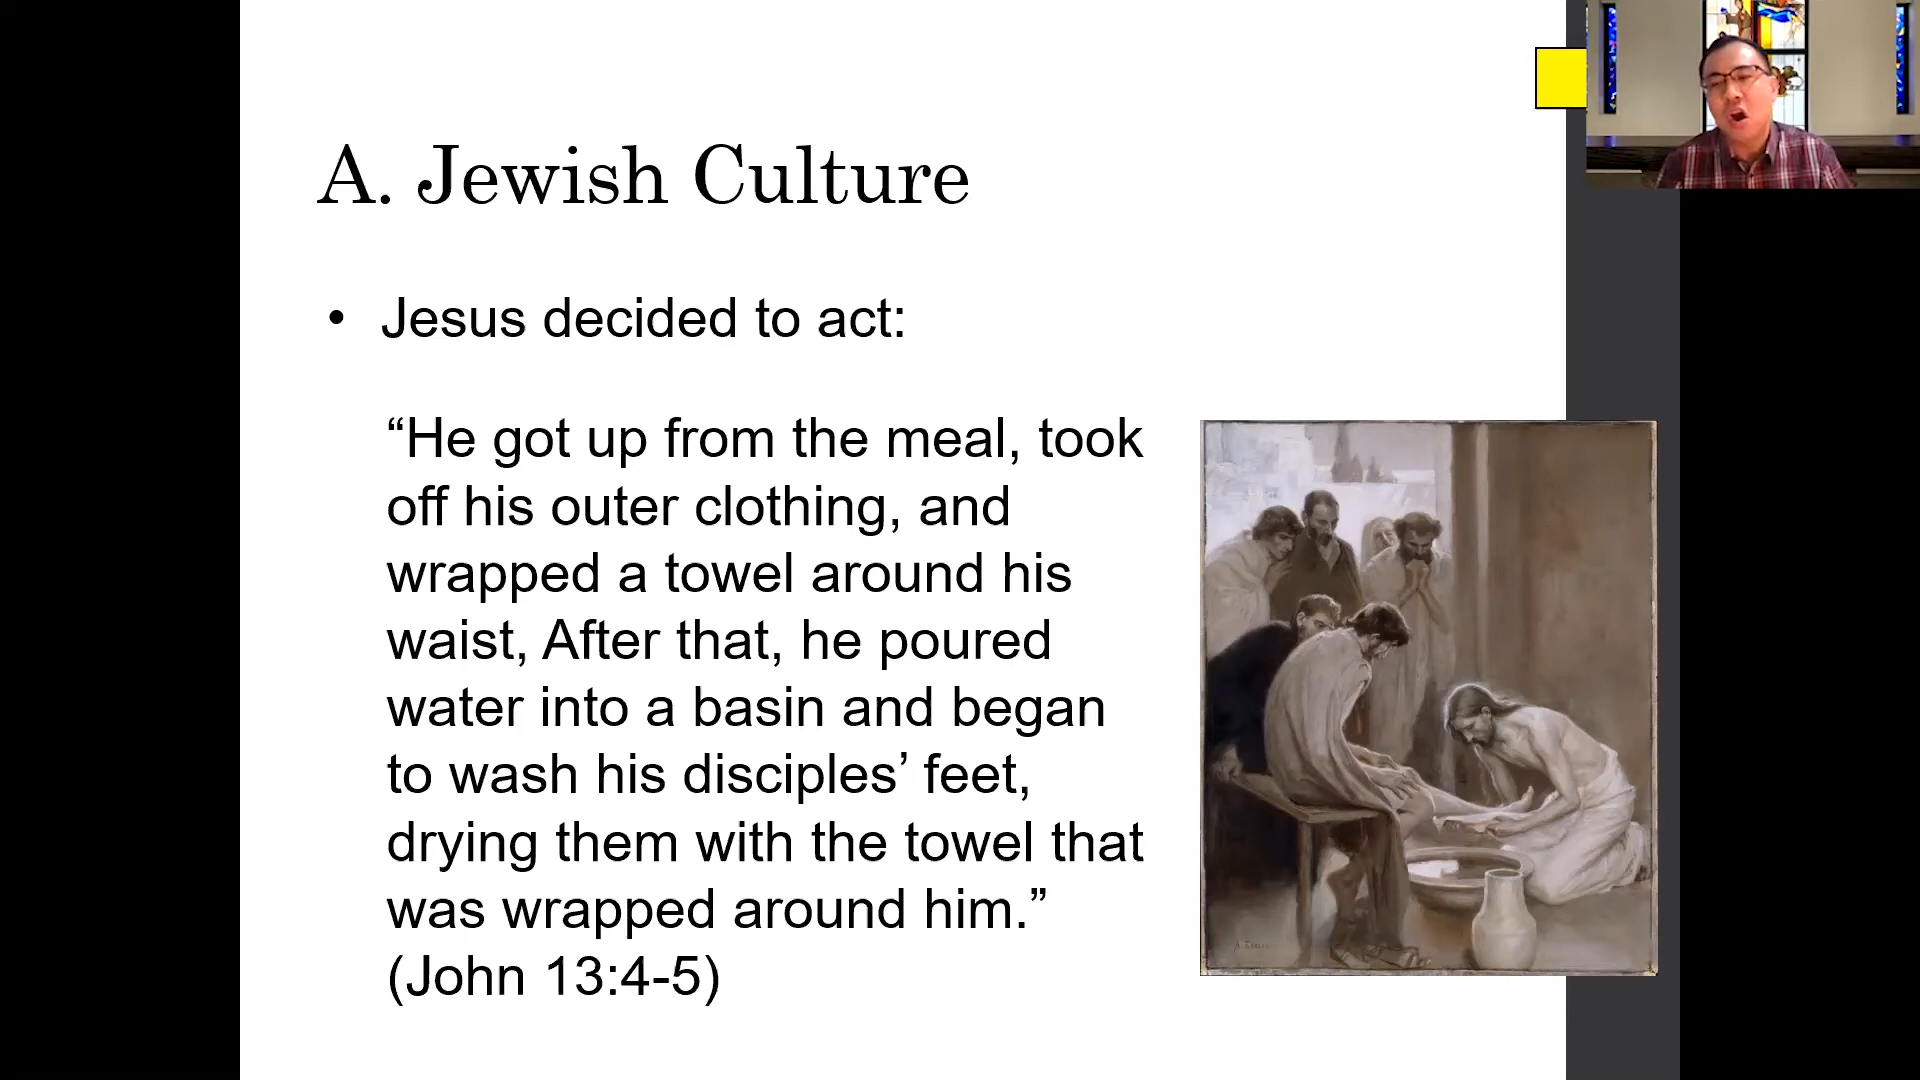 A. Jewish Culture
• Jesus decided to act:
“He got up from the meal, took
off his outer clothing, and
wrapped a towel around his
waist, After that, he poured
water into a basin and began
to wash his disciples’ feet,
drying them with the towel that
was wrapped around him.”
(John 13:4-5)